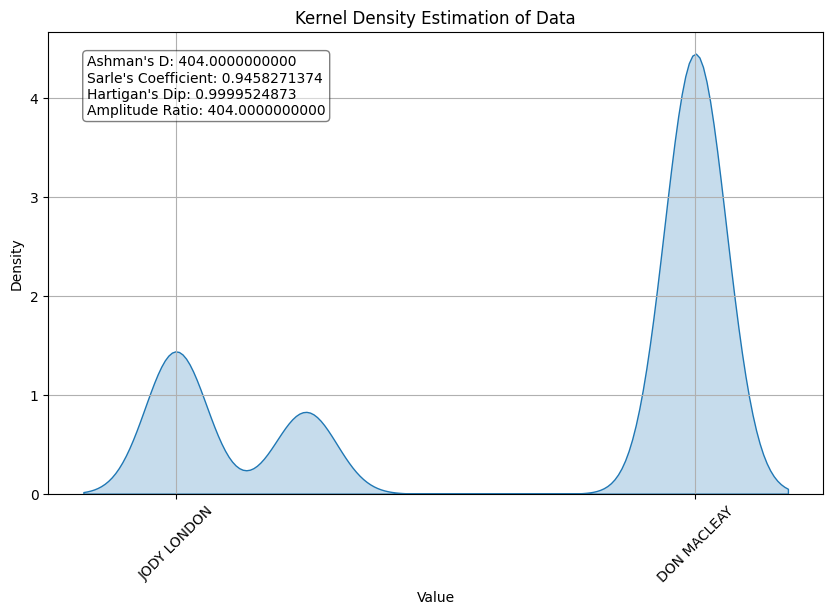 Kernel Density Estimation of Data
Ashman's D: 404.0000000000
Sarle's Coefficient: 0.9458271374
Hartigan's Dip: 0.9999524873
Amplitude Ratio: 404.0000000000
Density
4
3
2
1
0
JODY LONDON
DON MACLEAY
Value